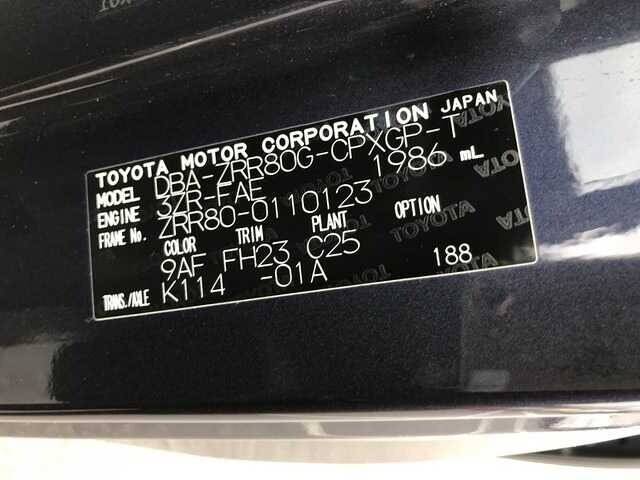 TOYOTA MOTOR CORPORATION JAPAN
MODEL DBA-ZRR80G-CPXGP-T
ENGINE 3ZR-FAE 1986 mL
FRAME No. ZRR80-0110123
COLOR TRIM PLANT OPTION
9AF FH23 C25
TRANS./AXLE K114 -01A 188